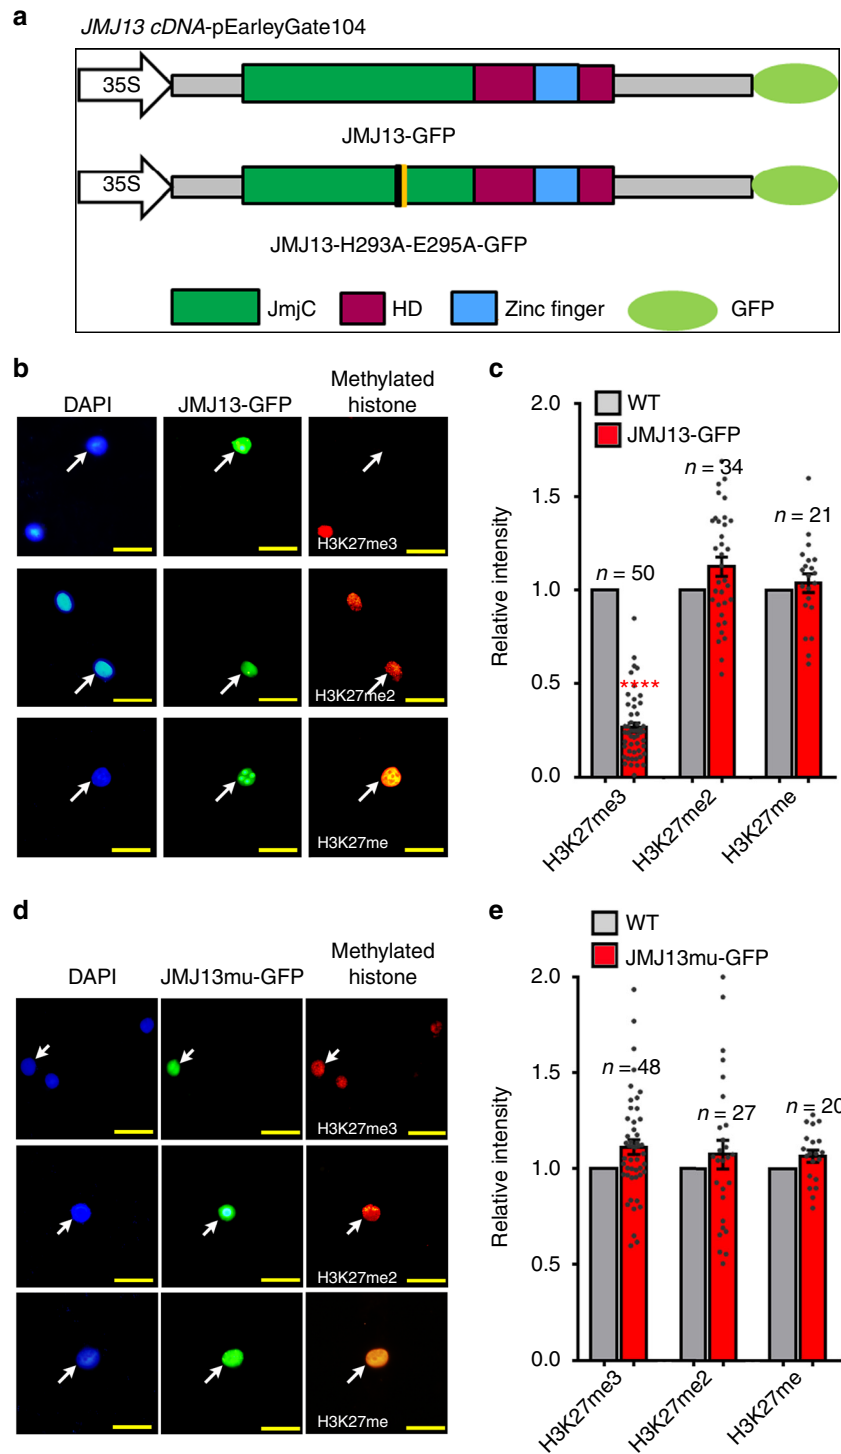 a
JMJ13 cDNA-pEarleyGate104
35S
JMJ13-GFP
35S
JMJ13-H293A-E295A-GFP
JmjC
HD
Zinc finger
GFP
b
DAPI
JMJ13-GFP
Methylated
histone
H3K27me3
H3K27me2
H3K27me
c
WT
JMJ13-GFP
Relative intensity
2.0
1.5
1.0
0.5
0.0
n = 50
****
n = 34
n = 21
H3K27me3
H3K27me2
H3K27me
d
DAPI
JMJ13mu-GFP
Methylated
histone
H3K27me3
H3K27me2
H3K27me
e
WT
JMJ13mu-GFP
Relative intensity
2.0
1.5
1.0
0.5
0.0
n = 48
n = 27
n = 20
H3K27me3
H3K27me2
H3K27me